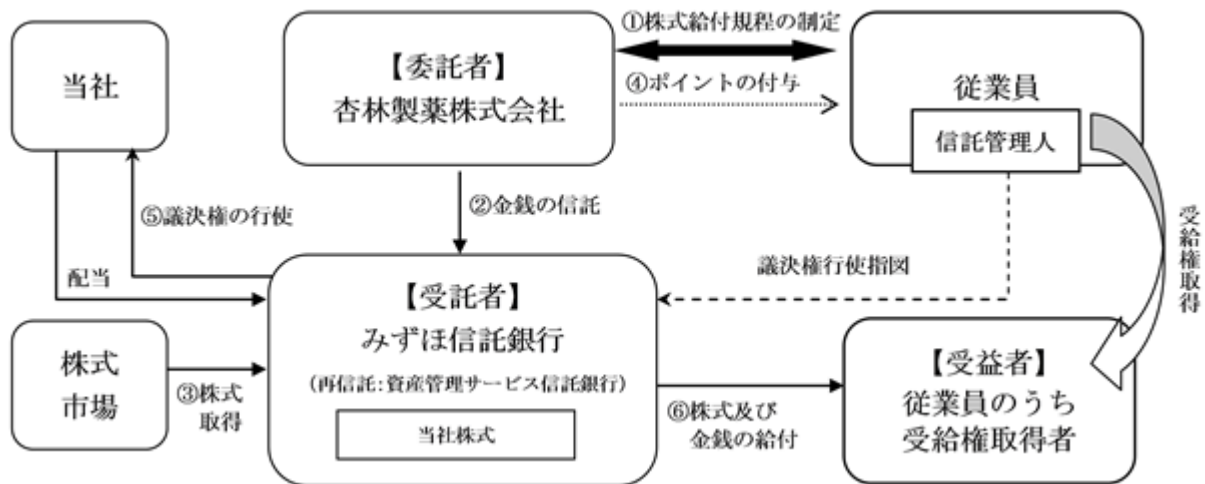 ①株式給付規程の制定
当社
【委託者】
杏林製薬株式会社
④ポイントの付与
従業員
信託管理人
②金銭の信託
⑤議決権の行使
配当
議決権行使指図
受給権取得
株式
市場
③株式
取得
【受託者】
みずほ信託銀行
(再信託:資産管理サービス信託銀行)
当社株式
⑥株式及び
金銭の給付
【受益者】
従業員のうち
受給権取得者